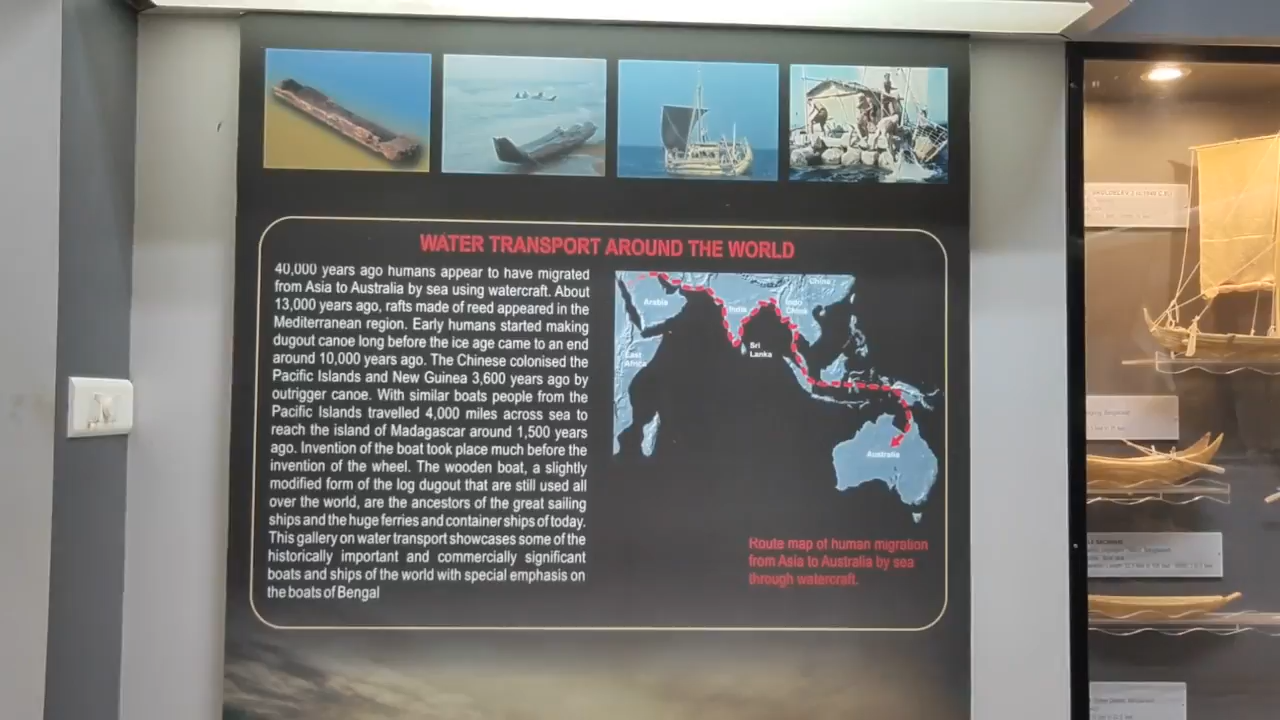 WATER TRANSPORT AROUND THE WORLD
40,000 years ago humans appear to have migrated
from Asia to Australia by sea using watercraft. About
13,000 years ago, rafts made of reed appeared in the
Mediterranean region. Early humans started making
dugout canoe long before the ice age came to an end
around 10,000 years ago. The Chinese colonised the
Pacific Islands and New Guinea 3,600 years ago by
outrigger canoe. With similar boats people from the
Pacific Islands travelled 4,000 miles across sea to
reach the island of Madagascar around 1,500 years
ago. Invention of the boat took place much before the
invention of the wheel. The wooden boat, a slightly
modified form of the log dugout that are still used all
over the world, are the ancestors of the great sailing
ships and the huge ferries and container ships of today.
This gallery on water transport showcases some of the
historically important and commercially significant
boats and ships of the world with special emphasis on
the boats of Bengal
China
Arabia
India
Indo
China
Sri
Lanka
East
Africa
Australia
Route map of human migration
from Asia to Australia by sea
through watercraft.